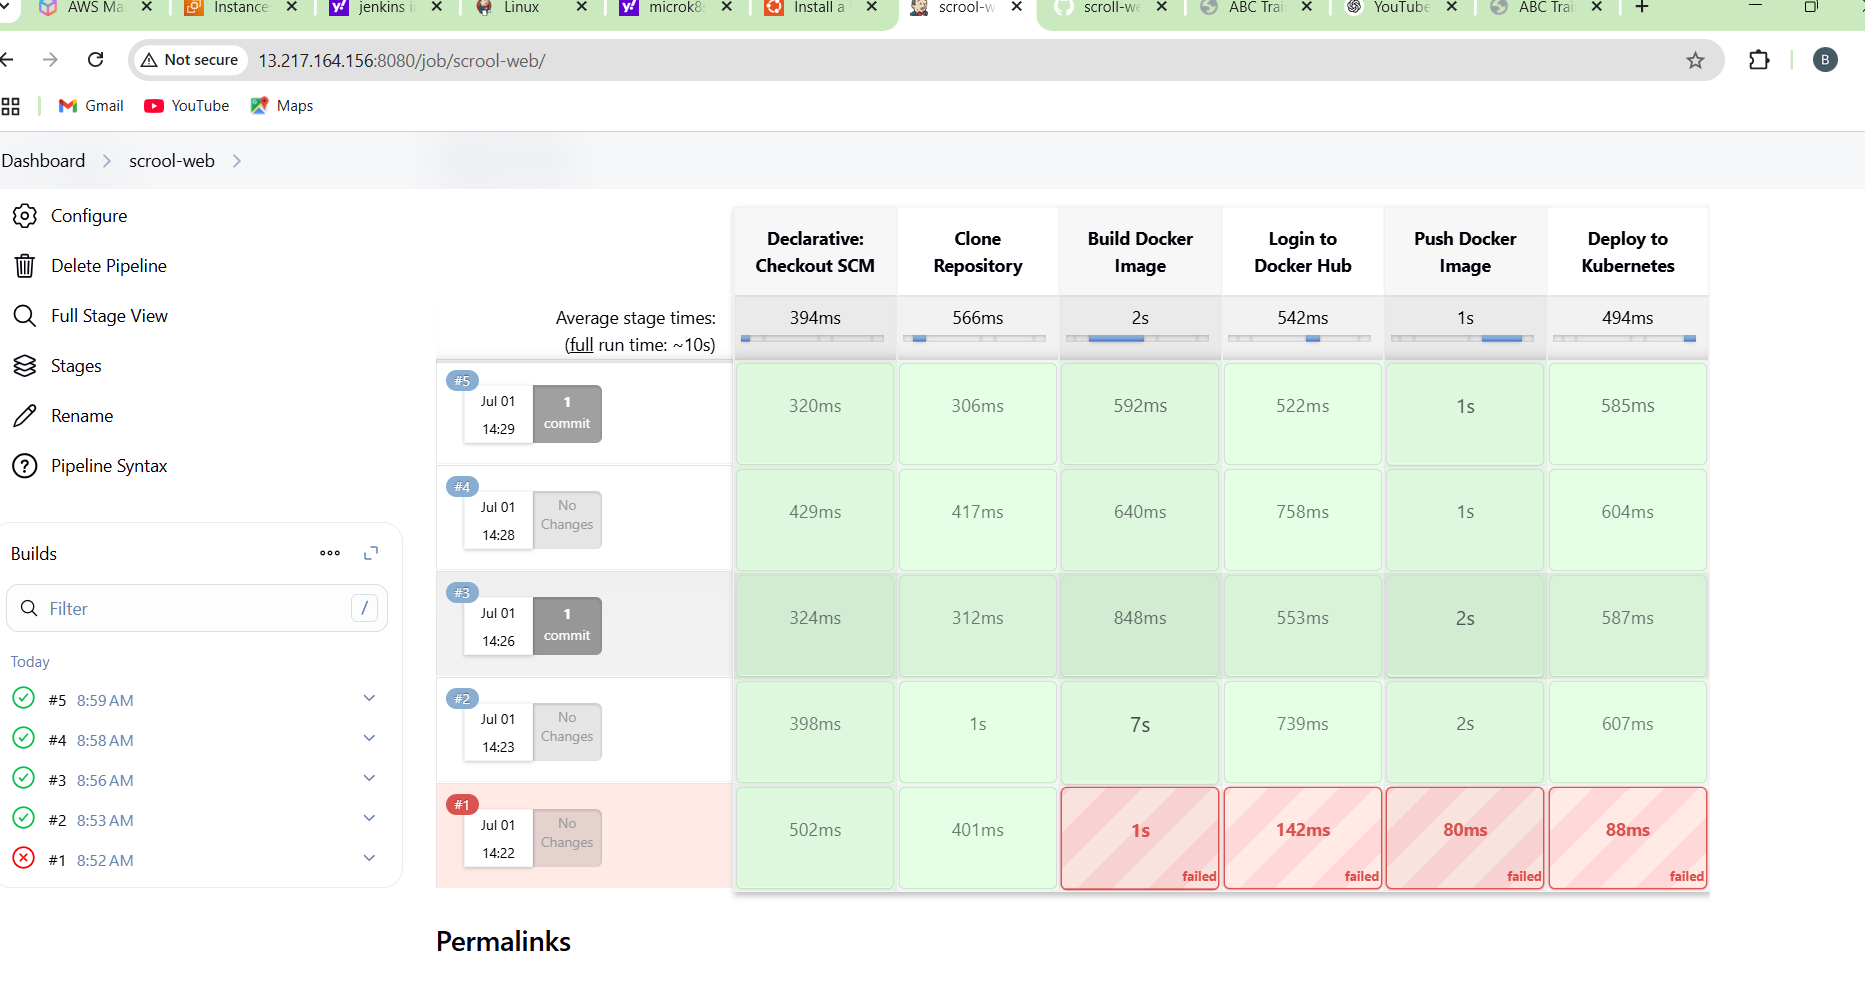 AWS Ma
Instance
jenkins i
Linux
microk8s
Install a
scrool-w
scroll-we
ABC Trai
YouTube
ABC Trai
Not secure
13.217.164.156:8080/job/scrool-web/
B
Gmail
YouTube
Maps
Dashboard
scrool-web
Configure
Delete Pipeline
Full Stage View
Stages
Rename
Pipeline Syntax
Builds
Filter
/
Today
#5 8:59 AM
#4 8:58 AM
#3 8:56 AM
#2 8:53 AM
#1 8:52 AM
Declarative:
Checkout SCM
Clone
Repository
Build Docker
Image
Login to
Docker Hub
Push Docker
Image
Deploy to
Kubernetes
Average stage times:
(full run time: ~10s)
394ms
566ms
2s
542ms
1s
494ms
#5
Jul 01
14:29
1
commit
320ms
306ms
592ms
522ms
1s
585ms
#4
Jul 01
14:28
No
Changes
429ms
417ms
640ms
758ms
1s
604ms
#3
Jul 01
14:26
1
commit
324ms
312ms
848ms
553ms
2s
587ms
#2
Jul 01
14:23
No
Changes
398ms
1s
7s
739ms
2s
607ms
#1
Jul 01
14:22
No
Changes
502ms
401ms
1s
failed
142ms
failed
80ms
failed
88ms
failed
Permalinks